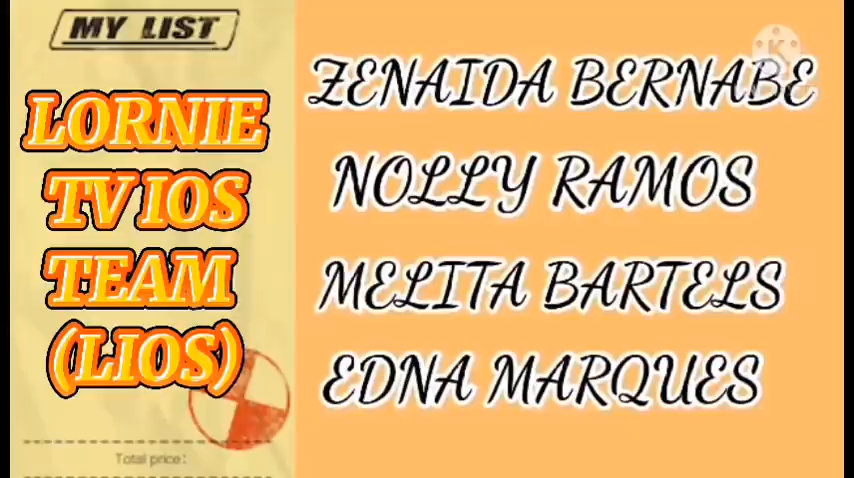 MY LIST
LORNIE
TV IOS
TEAM
(LIOS)
Total price:
ZENAIDA BERNABE
NOLLY RAMOS
MELITA BARTELS
EDNA MARQUES